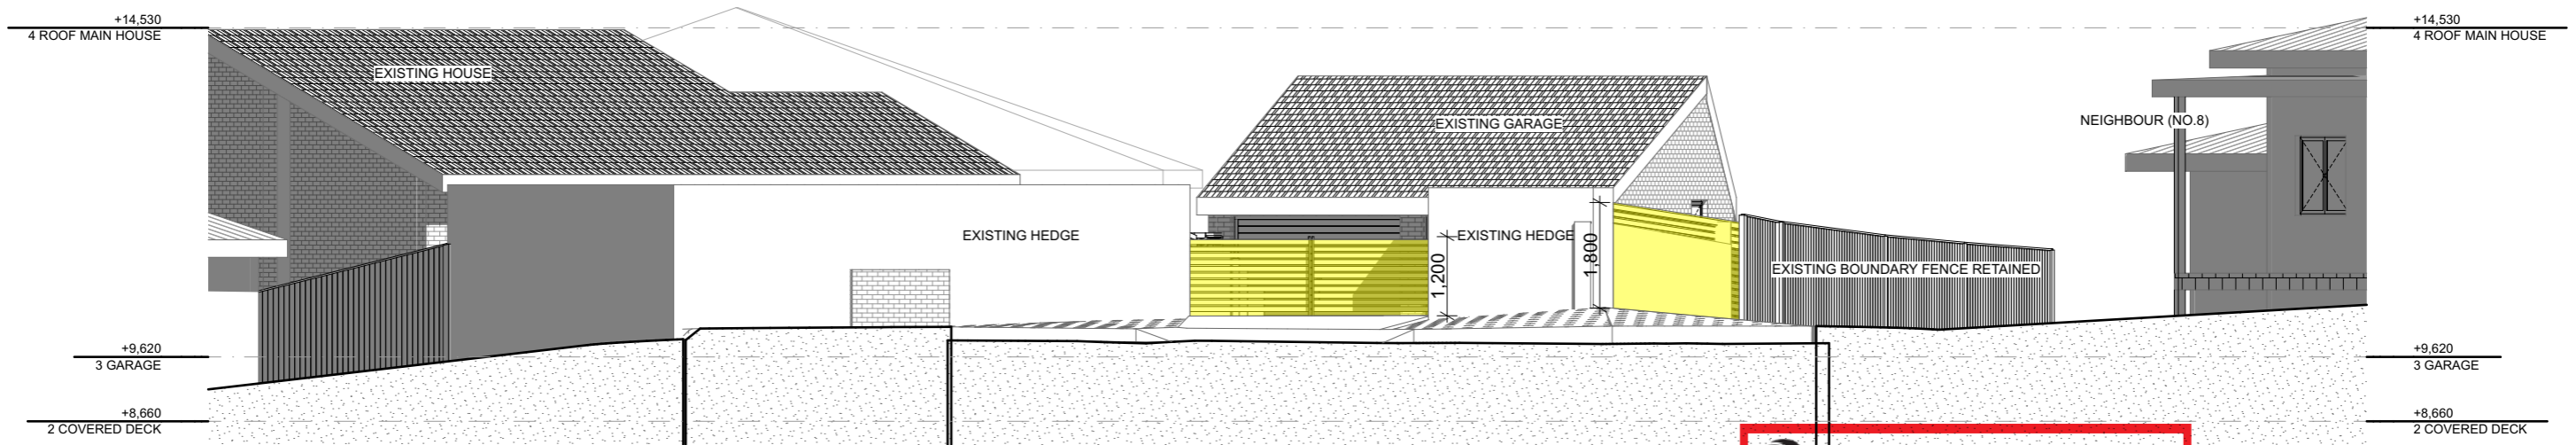 +14,530
4 ROOF MAIN HOUSE
+14,530
4 ROOF MAIN HOUSE
EXISTING HOUSE
EXISTING GARAGE
NEIGHBOUR (NO.8)
EXISTING HEDGE
EXISTING HEDGE
1,800
1,200
EXISTING BOUNDARY FENCE RETAINED
+9,620
3 GARAGE
+9,620
3 GARAGE
+8,660
2 COVERED DECK
+8,660
2 COVERED DECK